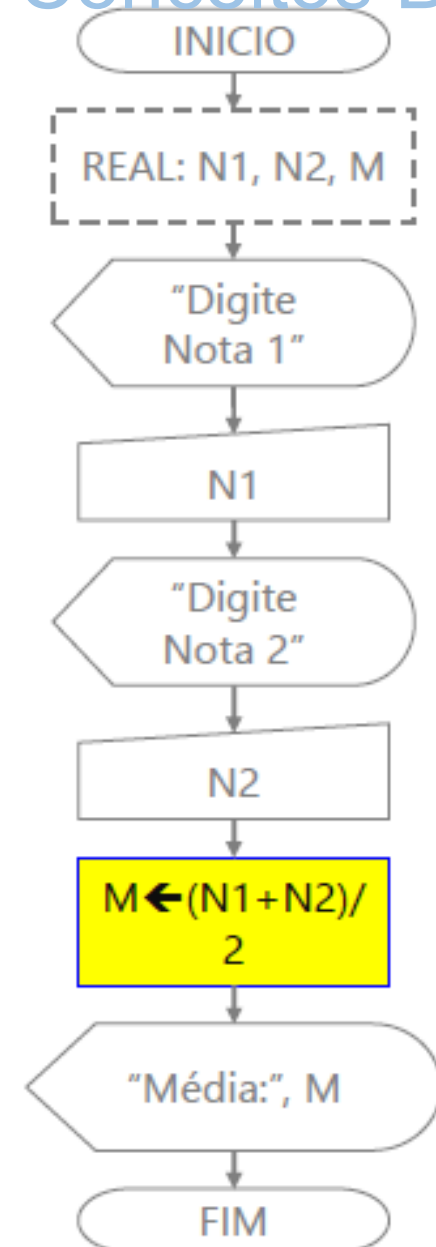 INICIO
REAL: N1, N2, M
"Digite
Nota 1"
N1
"Digite
Nota 2"
N2
M🡸(N1+N2)/
2
"Média:", M
FIM